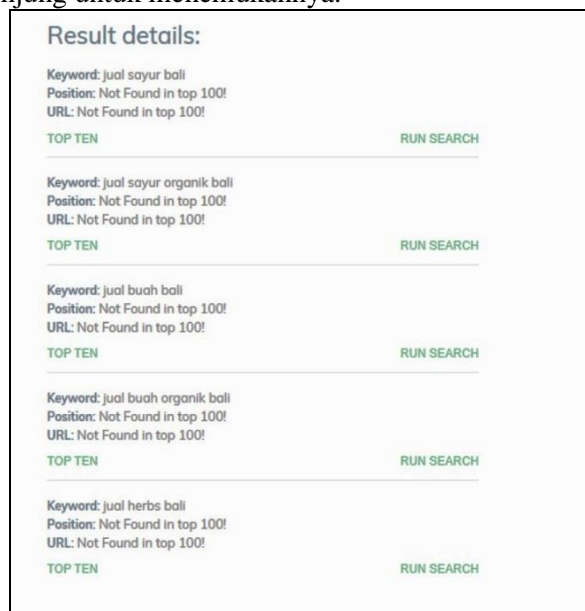 untuk menemukannya.
Result details:
Keyword: jual sayur bali
Position: Not Found in top 100!
URL: Not Found in top 100!
TOP TEN RUN SEARCH
Keyword: jual sayur organik bali
Position: Not Found in top 100!
URL: Not Found in top 100!
TOP TEN RUN SEARCH
Keyword: jual buah bali
Position: Not Found in top 100!
URL: Not Found in top 100!
TOP TEN RUN SEARCH
Keyword: jual buah organik bali
Position: Not Found in top 100!
URL: Not Found in top 100!
TOP TEN RUN SEARCH
Keyword: jual herbs bali
Position: Not Found in top 100!
URL: Not Found in top 100!
TOP TEN RUN SEARCH